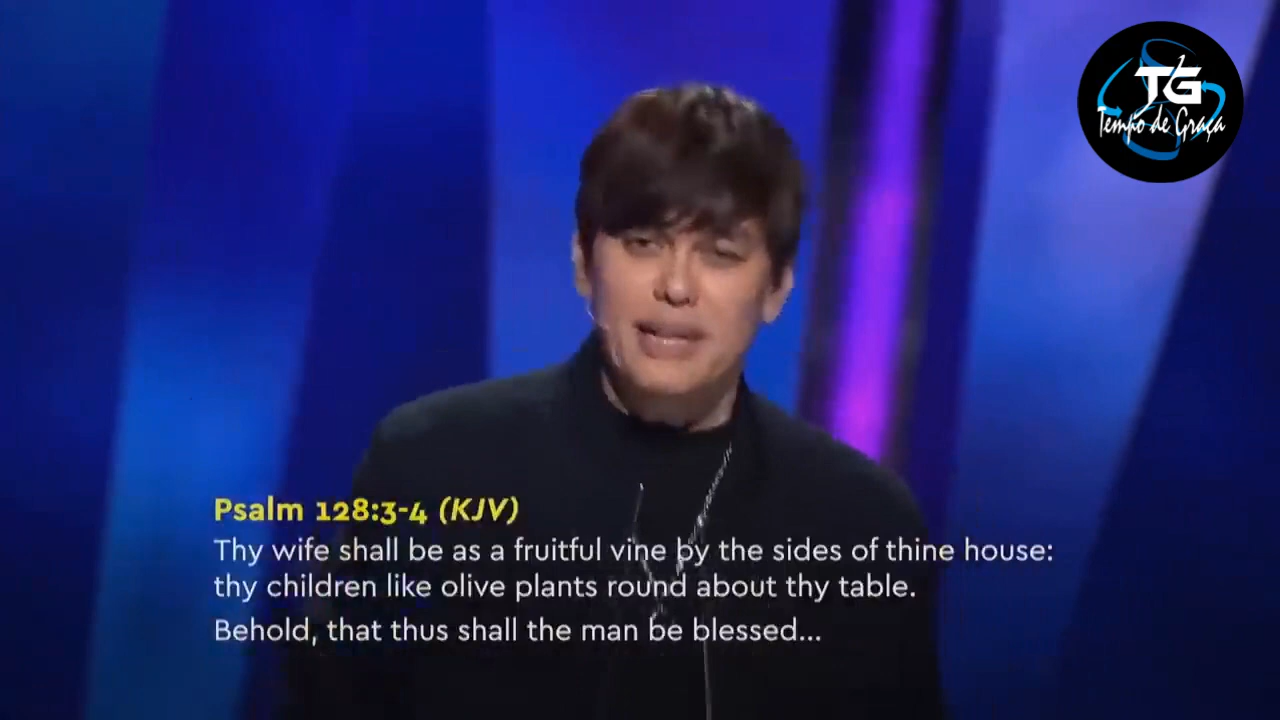 TG
Tempo de Graça
Psalm 128:3-4 (KJV)
Thy wife shall be as a fruitful vine by the sides of thine house:
thy children like olive plants round about thy table.
Behold, that thus shall the man be blessed...